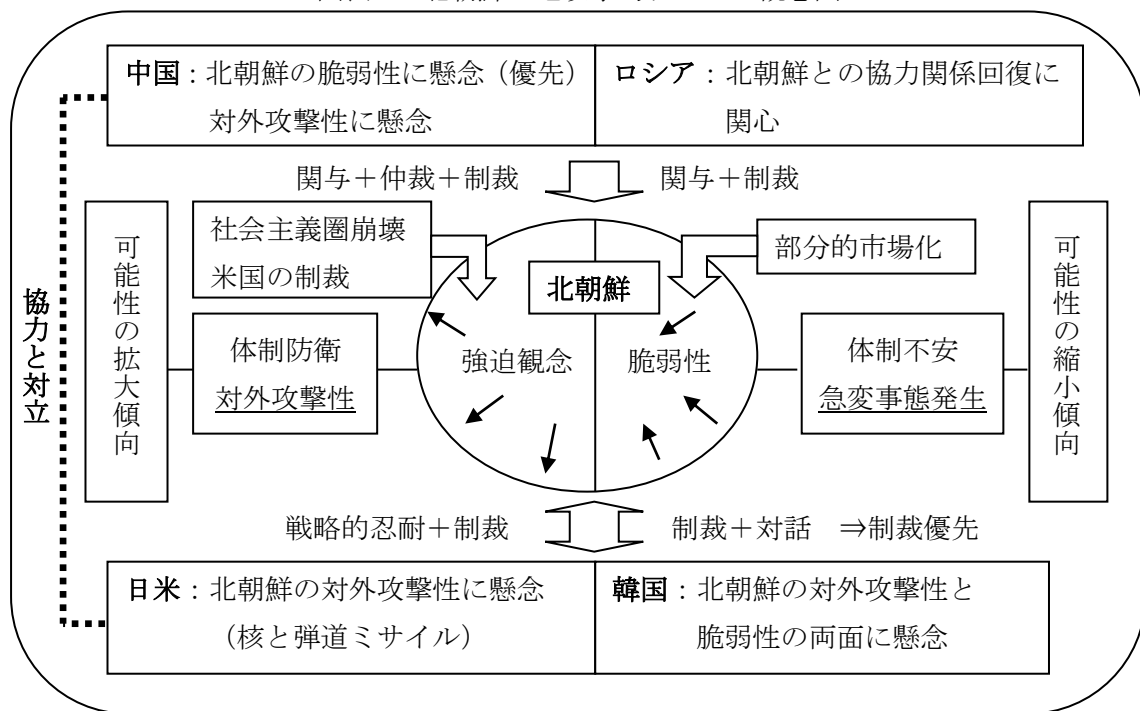 中国：北朝鮮の脆弱性に懸念（優先）
対外攻撃性に懸念
ロシア：北朝鮮との協力関係回復に
関心
関与＋仲裁＋制裁
関与＋制裁
社会主義圏崩壊
米国の制裁
部分的市場化
北朝鮮
可能性の拡大傾向
可能性の縮小傾向
協力と対立
体制防衛
対外攻撃性
強迫観念
脆弱性
体制不安
急変事態発生
戦略的忍耐＋制裁
制裁＋対話　⇒制裁優先
日米：北朝鮮の対外攻撃性に懸念
（核と弾道ミサイル）
韓国：北朝鮮の対外攻撃性と
脆弱性の両面に懸念